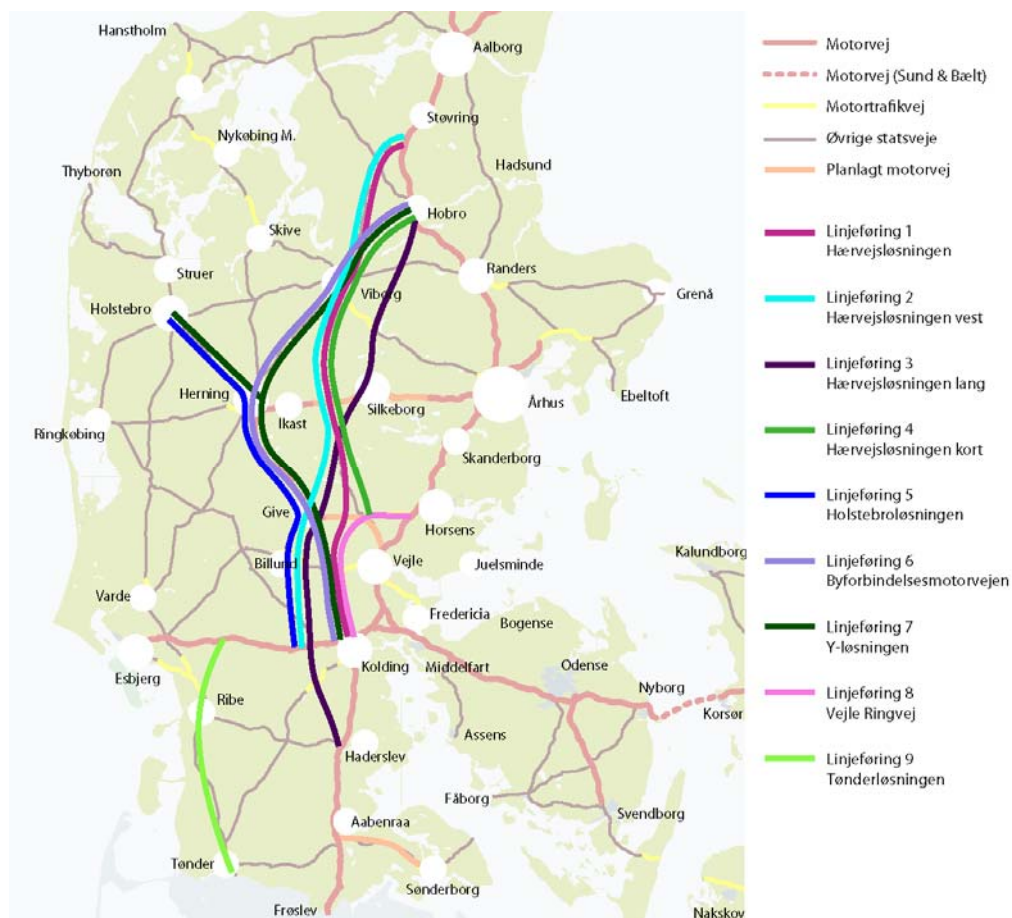 Hanstholm
Aalborg
Støvring
Nykøbing M.
Hadsund
Thyborøn
Hobro
Skive
Struer
Randers
Viborg
Grenå
Holstebro
Herning
Silkeborg
Århus
Ebeltoft
Ikast
Ringkøbing
Skanderborg
Give
Horsens
Billund
Vejle
Juelsminde
Kalundborg
Varde
Fredericia
Bogense
Esbjerg
Kolding
Middelfart
Odense
Nyborg
Ribe
Korsør
Assens
Haderslev
Fåborg
Svendborg
Aabenraa
Tønder
Sønderborg
Frøslev
Nakskov
Motorvej
Motorvej (Sund & Bælt)
Motortrafikvej
Øvrige statsveje
Planlagt motorvej
Linjeføring 1
Hærvejsløsningen
Linjeføring 2
Hærvejsløsningen vest
Linjeføring 3
Hærvejsløsningen lang
Linjeføring 4
Hærvejsløsningen kort
Linjeføring 5
Holstebroløsningen
Linjeføring 6
Byforbindelsesmotorvejen
Linjeføring 7
Y-løsningen
Linjeføring 8
Vejle Ringvej
Linjeføring 9
Tønderløsningen